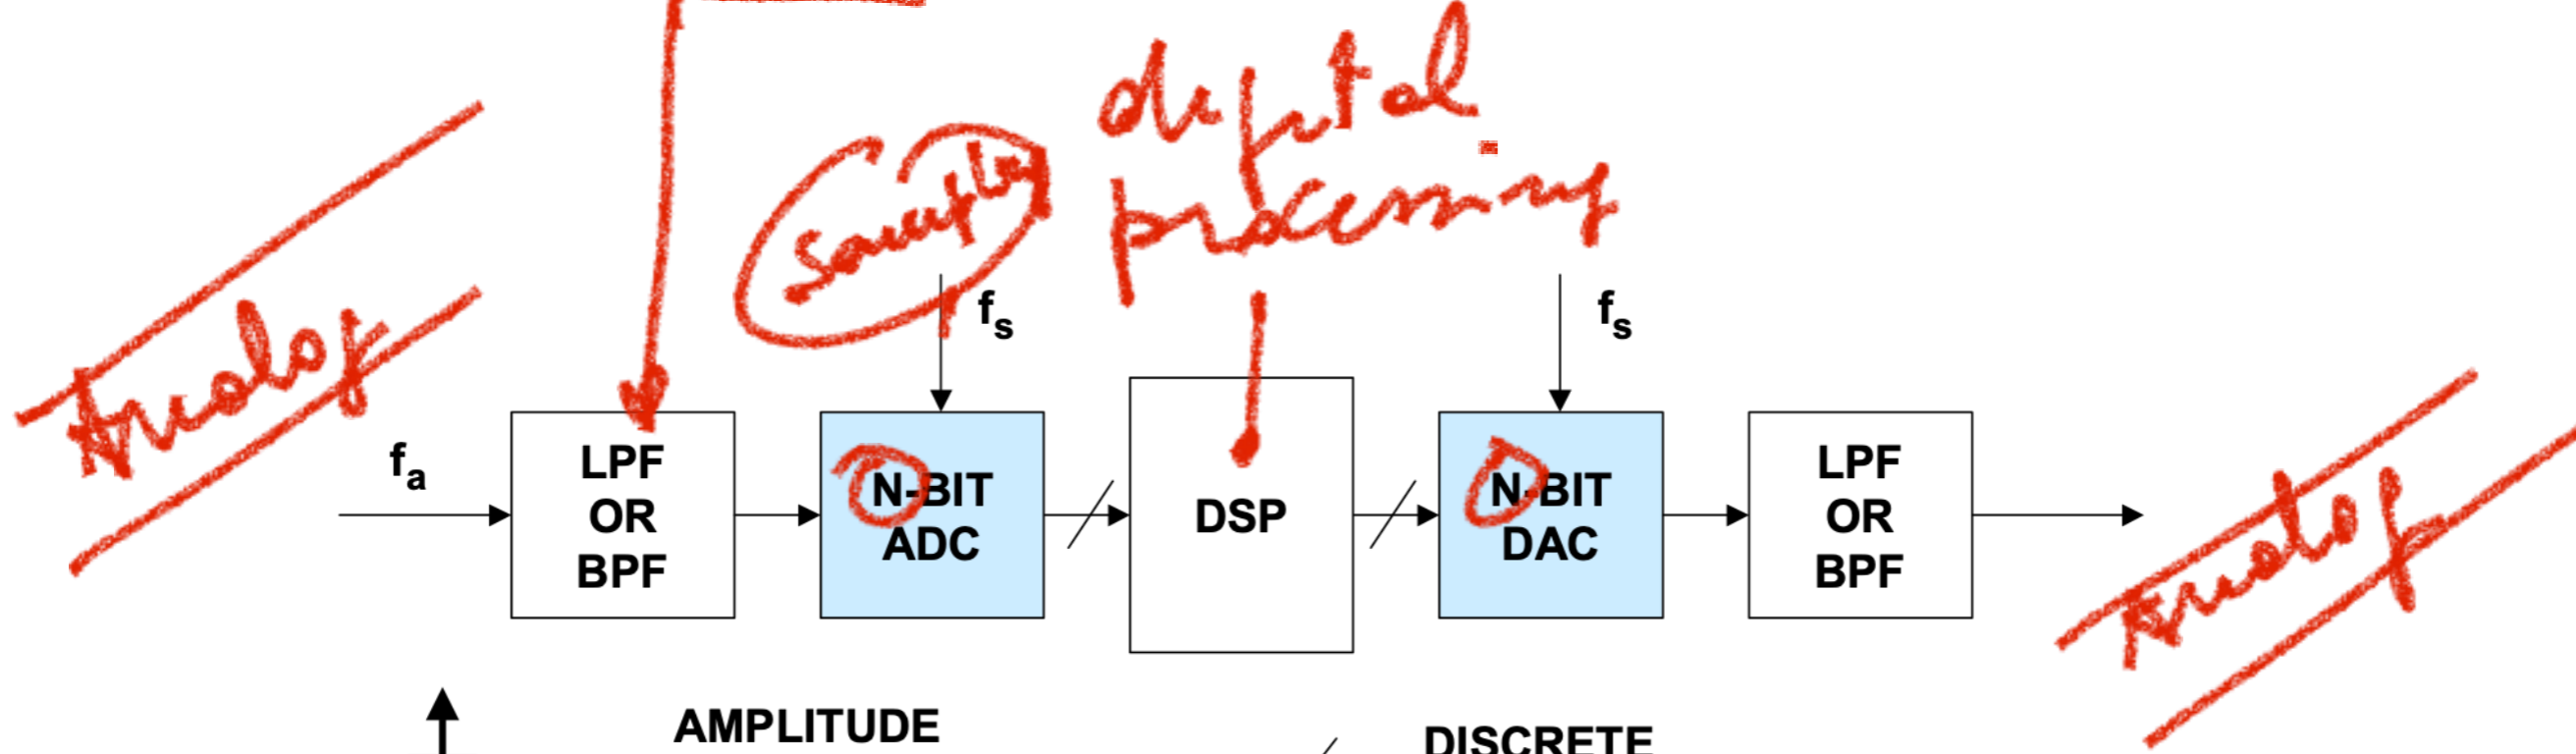 digital
processing
Sampling
Analog
fs
fs
fa
LPF
OR
BPF
N-BIT
ADC
DSP
N-BIT
DAC
LPF
OR
BPF
Analog
AMPLITUDE
DISCRETE